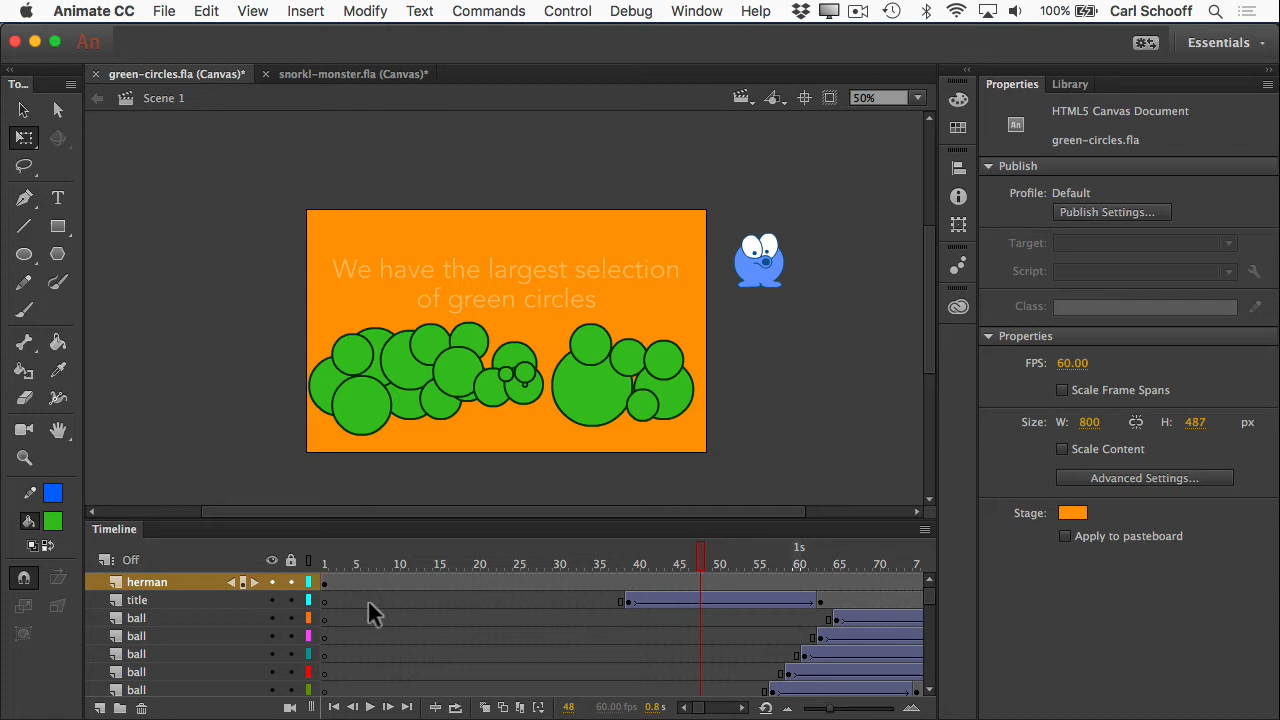 Animate CC File Edit View Insert Modify Text Commands Control Debug Window Help 100% Carl Schooff
An Essentials
green-circles.fla (Canvas)* snorkl-monster.fla (Canvas)*
Scene 1 50%
To...
We have the largest selection
of green circles
Properties Library
HTML5 Canvas Document
An
green-circles.fla
Publish
Profile: Default
Publish Settings...
Target:
Script:
Class:
Properties
FPS: 60.00
Scale Frame Spans
Size: W: 800 H: 487 px
Scale Content
Advanced Settings...
Stage:
Apply to pasteboard
Timeline
1s
Off 1 5 10 15 20 25 30 35 40 45 50 55 60 65 70 75
herman
title
ball
ball
ball
ball
ball
48 60.00 fps 0.8 s